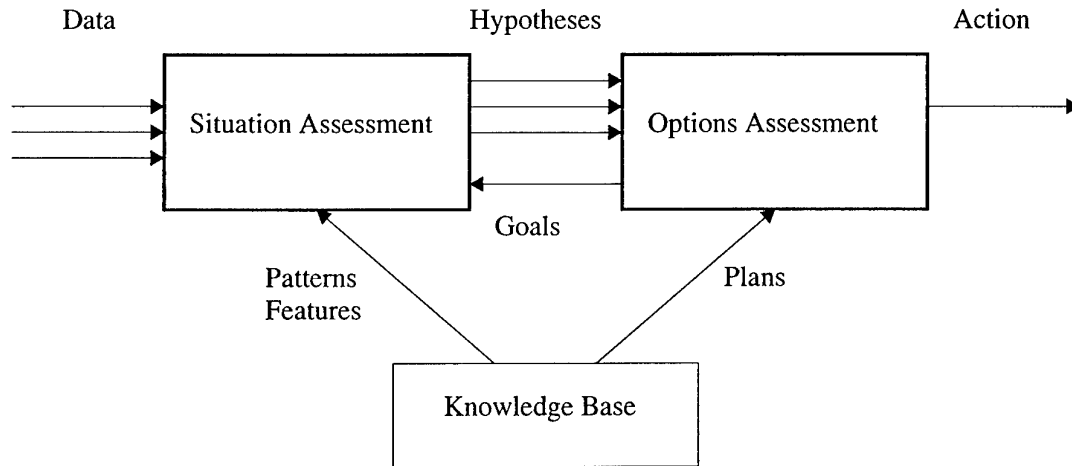 Data
Hypotheses
Action
Situation Assessment
Options Assessment
Goals
Patterns
Features
Plans
Knowledge Base